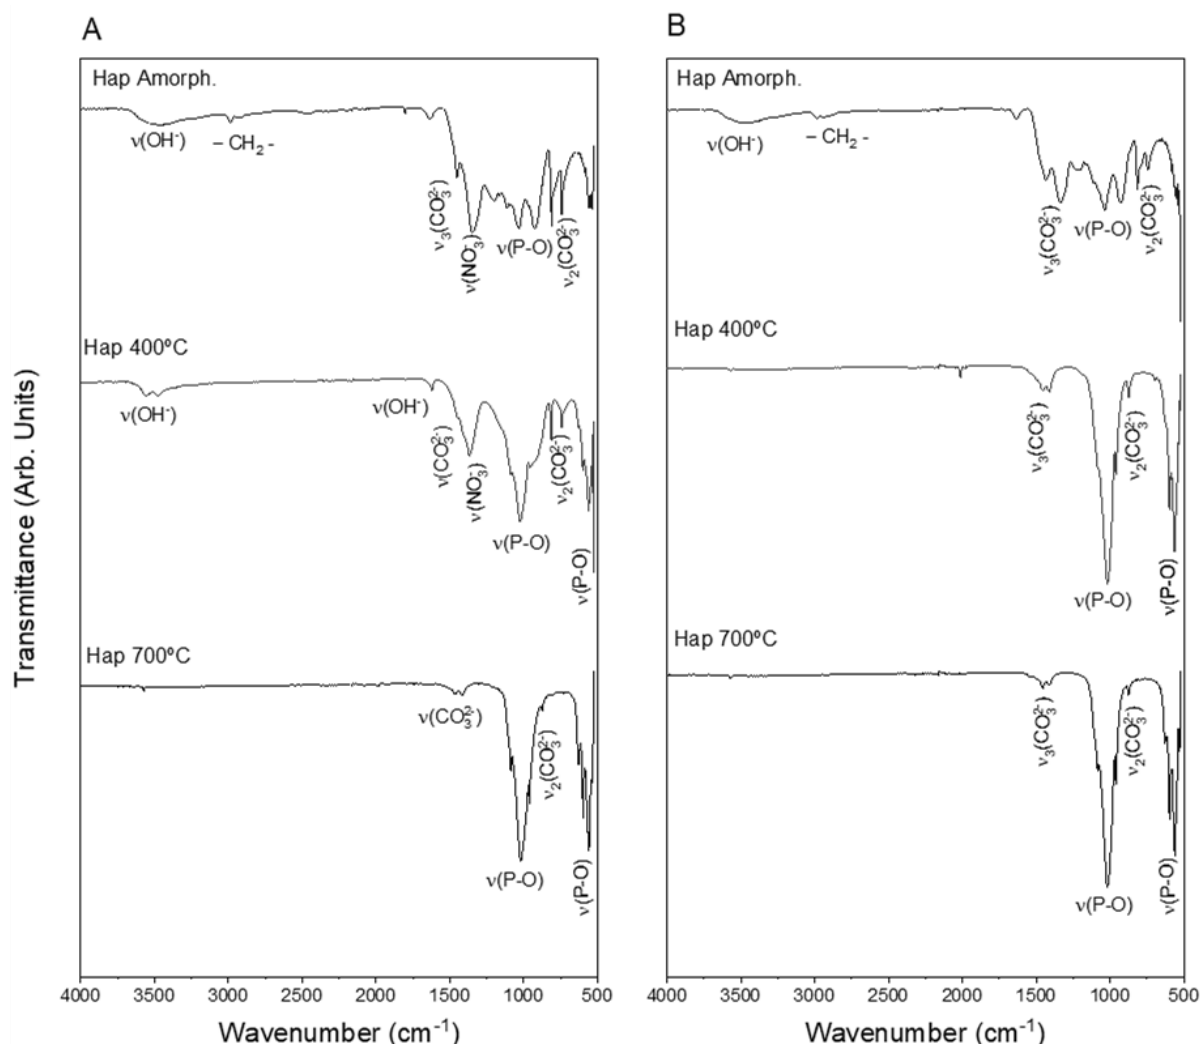 A
B
Transmittance (Arb. Units)
Hap Amorph.
ν(OH⁻)
– CH₂ -
ν₃(CO₃²⁻)
ν(NO₃⁻)
ν(P-O)
ν₂(CO₃²⁻)
Hap 400ºC
ν(OH⁻)
ν(OH⁻)
ν(CO₃²⁻)
ν(NO₃⁻)
ν(P-O)
ν₂(CO₃²⁻)
ν(P-O)
Hap 700ºC
ν(CO₃²⁻)
ν₂(CO₃²⁻)
ν(P-O)
ν(P-O)
4000 3500 3000 2500 2000 1500 1000 500
Wavenumber (cm⁻¹)
Hap Amorph.
ν(OH⁻)
– CH₂ -
ν₃(CO₃²⁻)
ν(P-O)
ν₂(CO₃²⁻)
Hap 400ºC
ν₃(CO₃²⁻)
ν₂(CO₃²⁻)
ν(P-O)
ν(P-O)
Hap 700ºC
ν₃(CO₃²⁻)
ν₂(CO₃²⁻)
ν(P-O)
ν(P-O)
4000 3500 3000 2500 2000 1500 1000 500
Wavenumber (cm⁻¹)